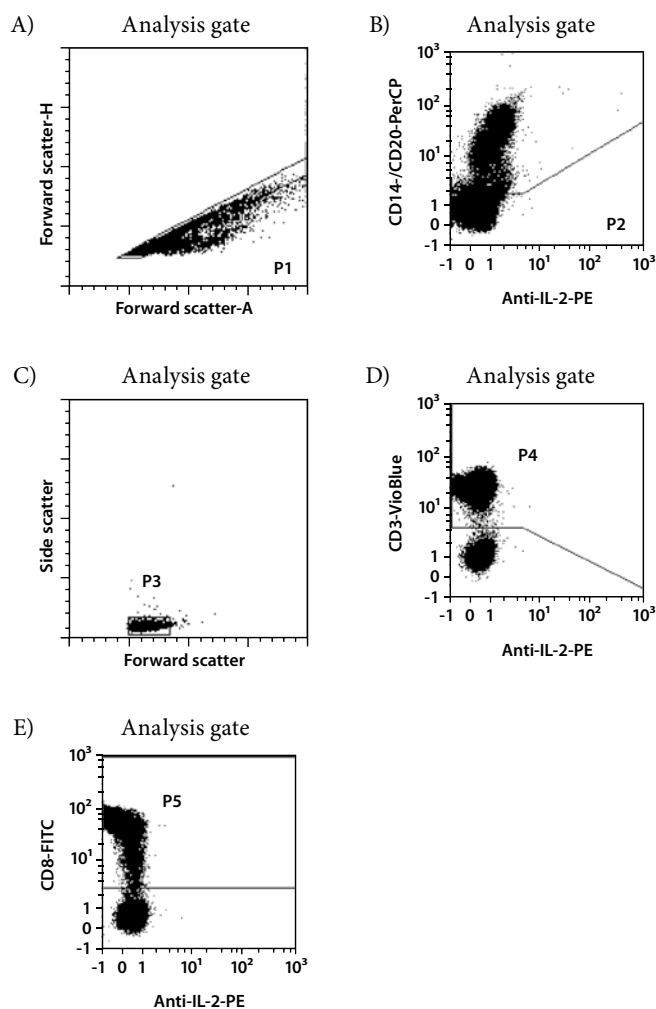 A) Analysis gate
Forward scatter-H
P1
Forward scatter-A
B) Analysis gate
CD14-/CD20-PerCP
10³
10²
10¹
1
0
-1
P2
-1 0 1 10¹ 10² 10³
Anti-IL-2-PE
C) Analysis gate
Side scatter
P3
Forward scatter
D) Analysis gate
CD3-VioBlue
10³
10²
10¹
1
0
-1
P4
-1 0 1 10¹ 10² 10³
Anti-IL-2-PE
E) Analysis gate
CD8-FITC
10³
10²
10¹
1
0
-1
P5
-1 0 1 10¹ 10² 10³
Anti-IL-2-PE